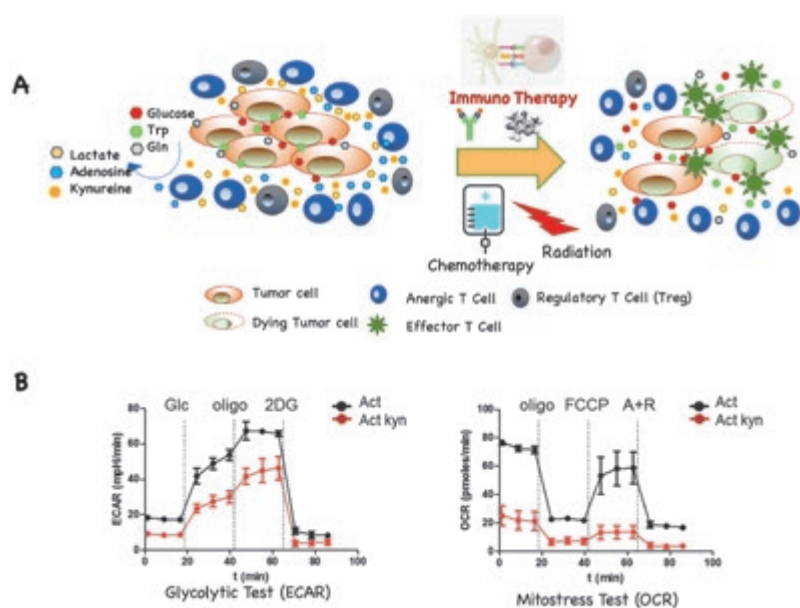 A
Immuno Therapy
Glucose
Trp
Gln
Lactate
Adenosine
Kynureine
Radiation
Chemotherapy
Tumor cell
Anergic T Cell
Regulatory T Cell (Treg)
Dying Tumor cell
Effector T Cell
B
Glc oligo 2DG
Act
Act kyn
ECAR (mpH/min)
80
60
40
20
0
0 20 40 60 80 100
t (min)
Glycolytic Test (ECAR)
oligo FCCP A+R
Act
Act kyn
OCR (pmoles/min)
100
80
60
40
20
0
0 20 40 60 80 100
t (min)
Mitostress Test (OCR)